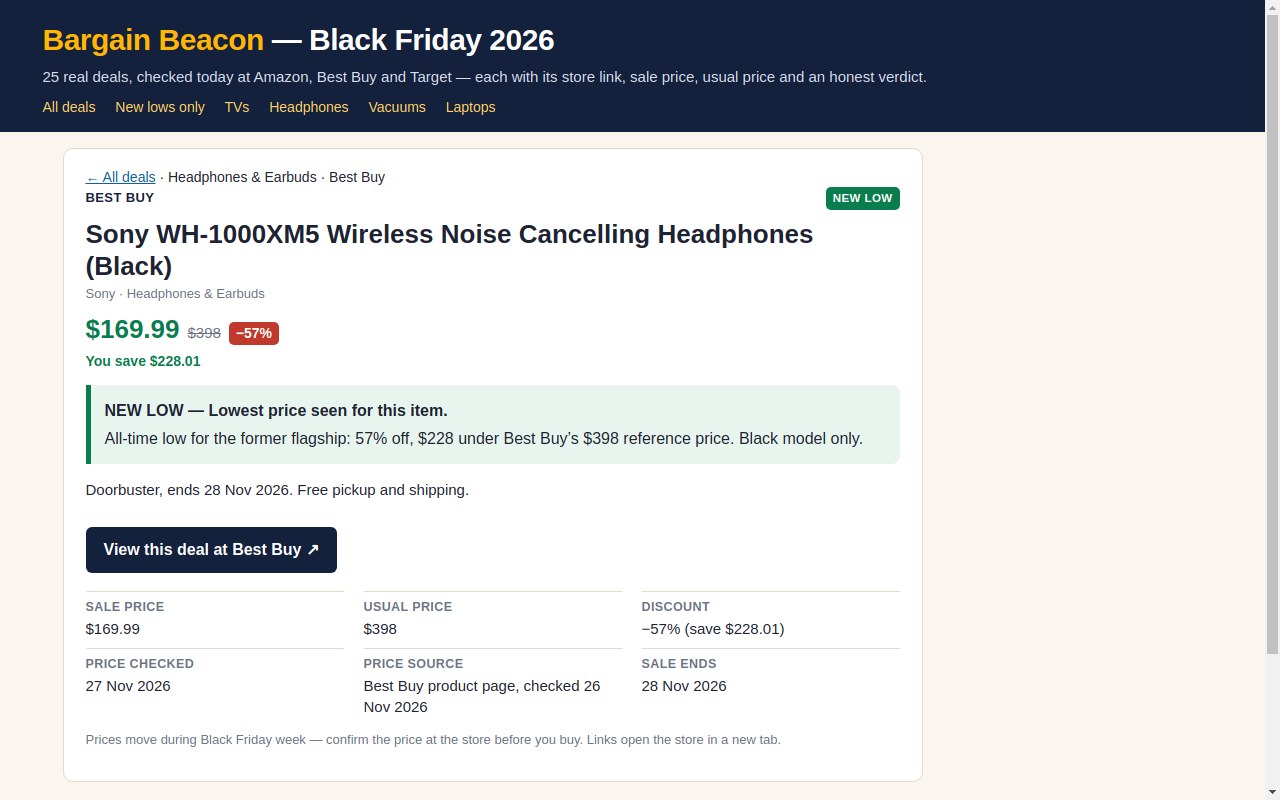 Bargain Beacon — Black Friday 2026
25 real deals, checked today at Amazon, Best Buy and Target — each with its store link, sale price, usual price and an honest verdict.
All deals New lows only TVs Headphones Vacuums Laptops
← All deals · Headphones & Earbuds · Best Buy
BEST BUY
NEW LOW
Sony WH-1000XM5 Wireless Noise Cancelling Headphones
(Black)
Sony · Headphones & Earbuds
$169.99 $398 −57%
You save $228.01
NEW LOW — Lowest price seen for this item.
All-time low for the former flagship: 57% off, $228 under Best Buy’s $398 reference price. Black model only.
Doorbuster, ends 28 Nov 2026. Free pickup and shipping.
View this deal at Best Buy ↗
SALE PRICE
$169.99
USUAL PRICE
$398
DISCOUNT
−57% (save $228.01)
PRICE CHECKED
27 Nov 2026
PRICE SOURCE
Best Buy product page, checked 26
Nov 2026
SALE ENDS
28 Nov 2026
Prices move during Black Friday week — confirm the price at the store before you buy. Links open the store in a new tab.